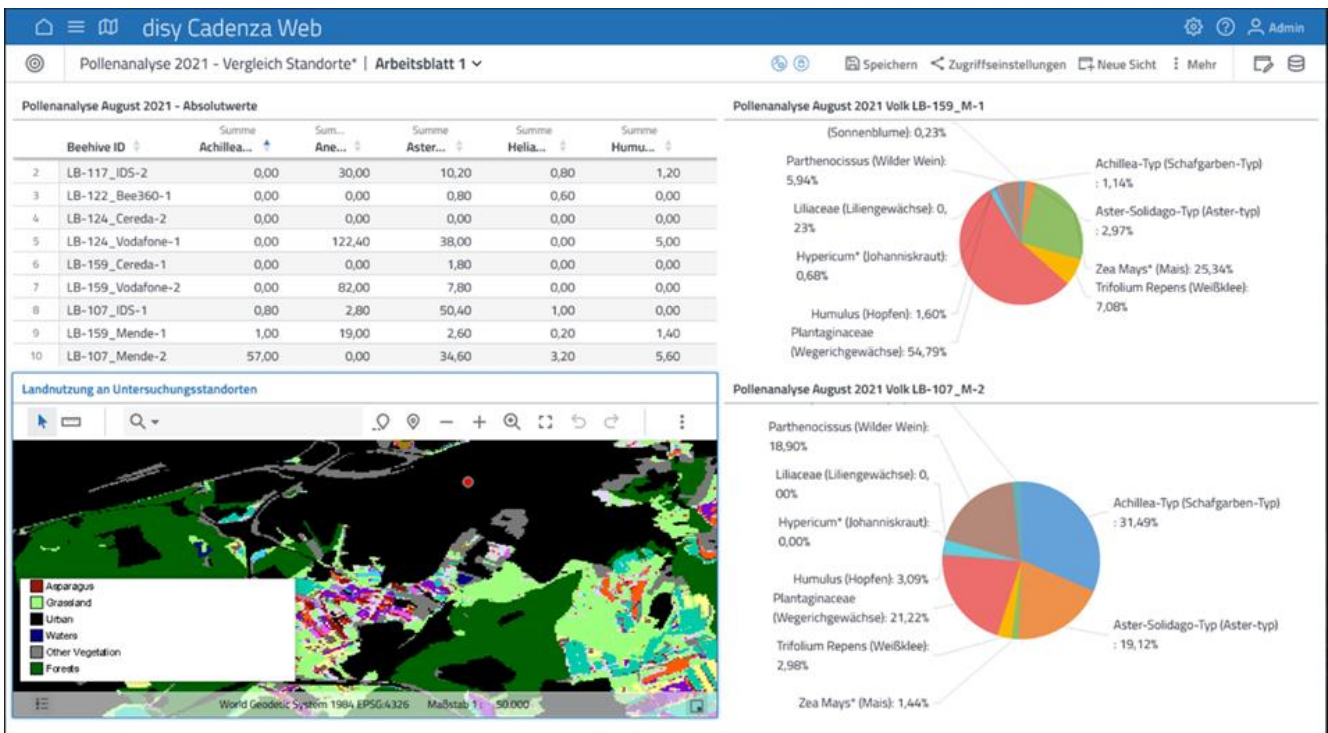 disy Cadenza Web
Admin
Pollenanalyse 2021 - Vergleich Standorte* | Arbeitsblatt 1
Speichern Zugriffseinstellungen Neue Sicht Mehr
Pollenanalyse August 2021 - Absolutwerte
Summe Sum... Summe Summe Summe
Beehive ID Achillea... Ane... Aster... Helia... Humu...
2 LB-117_IDS-2 0,00 30,00 10,20 0,80 1,20
3 LB-122_Bee360-1 0,00 0,00 0,80 0,60 0,00
4 LB-124_Cereda-2 0,00 0,00 0,00 0,00 0,00
5 LB-124_Vodafone-1 0,00 122,40 38,00 0,00 5,00
6 LB-159_Cereda-1 0,00 0,00 1,80 0,00 0,00
7 LB-159_Vodafone-2 0,00 82,00 7,80 0,00 0,00
8 LB-107_IDS-1 0,80 2,80 50,40 1,00 0,00
9 LB-159_Mende-1 1,00 19,00 2,60 0,20 1,40
10 LB-107_Mende-2 57,00 0,00 34,60 3,20 5,60
Landnutzung an Untersuchungsstandorten
Asparagus
Grassland
Urban
Waters
Other Vegetation
Forests
World Geodetic System 1984 EPSG:4326 Maßstab 1: 50.000
Pollenanalyse August 2021 Volk LB-159_M-1
(Sonnenblume): 0,23%
Parthenocissus (Wilder Wein):
5,94%
Liliaceae (Liliengewächse): 0,
23%
Hypericum* (Johanniskraut):
0,68%
Humulus (Hopfen): 1,60%
Plantaginaceae
(Wegerichgewächse): 54,79%
Achillea-Typ (Schafgarben-Typ)
: 1,14%
Aster-Solidago-Typ (Aster-typ)
: 2,97%
Zea Mays* (Mais): 25,34%
Trifolium Repens (Weißklee):
7,08%
Pollenanalyse August 2021 Volk LB-107_M-2
Parthenocissus (Wilder Wein):
18,90%
Liliaceae (Liliengewächse): 0,
00%
Hypericum* (Johanniskraut):
0,00%
Humulus (Hopfen): 3,09%
Plantaginaceae
(Wegerichgewächse): 21,22%
Trifolium Repens (Weißklee):
2,98%
Zea Mays* (Mais): 1,44%
Achillea-Typ (Schafgarben-Typ)
: 31,49%
Aster-Solidago-Typ (Aster-typ)
: 19,12%